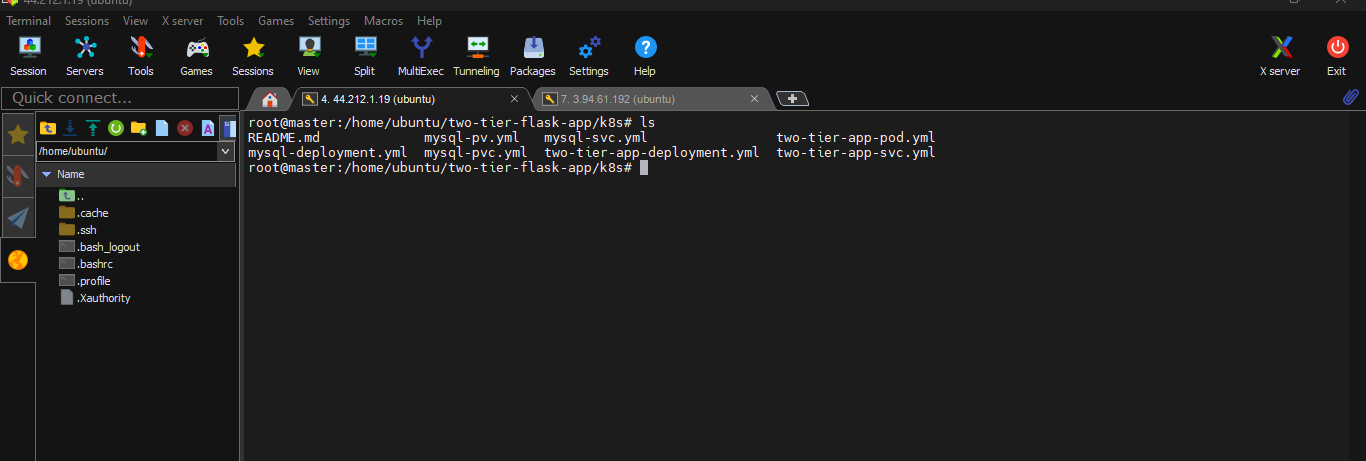 44.212.1.19 (ubuntu)
Terminal Sessions View X server Tools Games Settings Macros Help
Session Servers Tools Games Sessions View Split MultiExec Tunneling Packages Settings Help X server Exit
Quick connect...
4. 44.212.1.19 (ubuntu)
7. 3.94.61.192 (ubuntu)
/home/ubuntu/
Name
..
.cache
.ssh
.bash_logout
.bashrc
.profile
.Xauthority
root@master:/home/ubuntu/two-tier-flask-app/k8s# ls
README.md mysql-pv.yml mysql-svc.yml two-tier-app-pod.yml
mysql-deployment.yml mysql-pvc.yml two-tier-app-deployment.yml two-tier-app-svc.yml
root@master:/home/ubuntu/two-tier-flask-app/k8s#